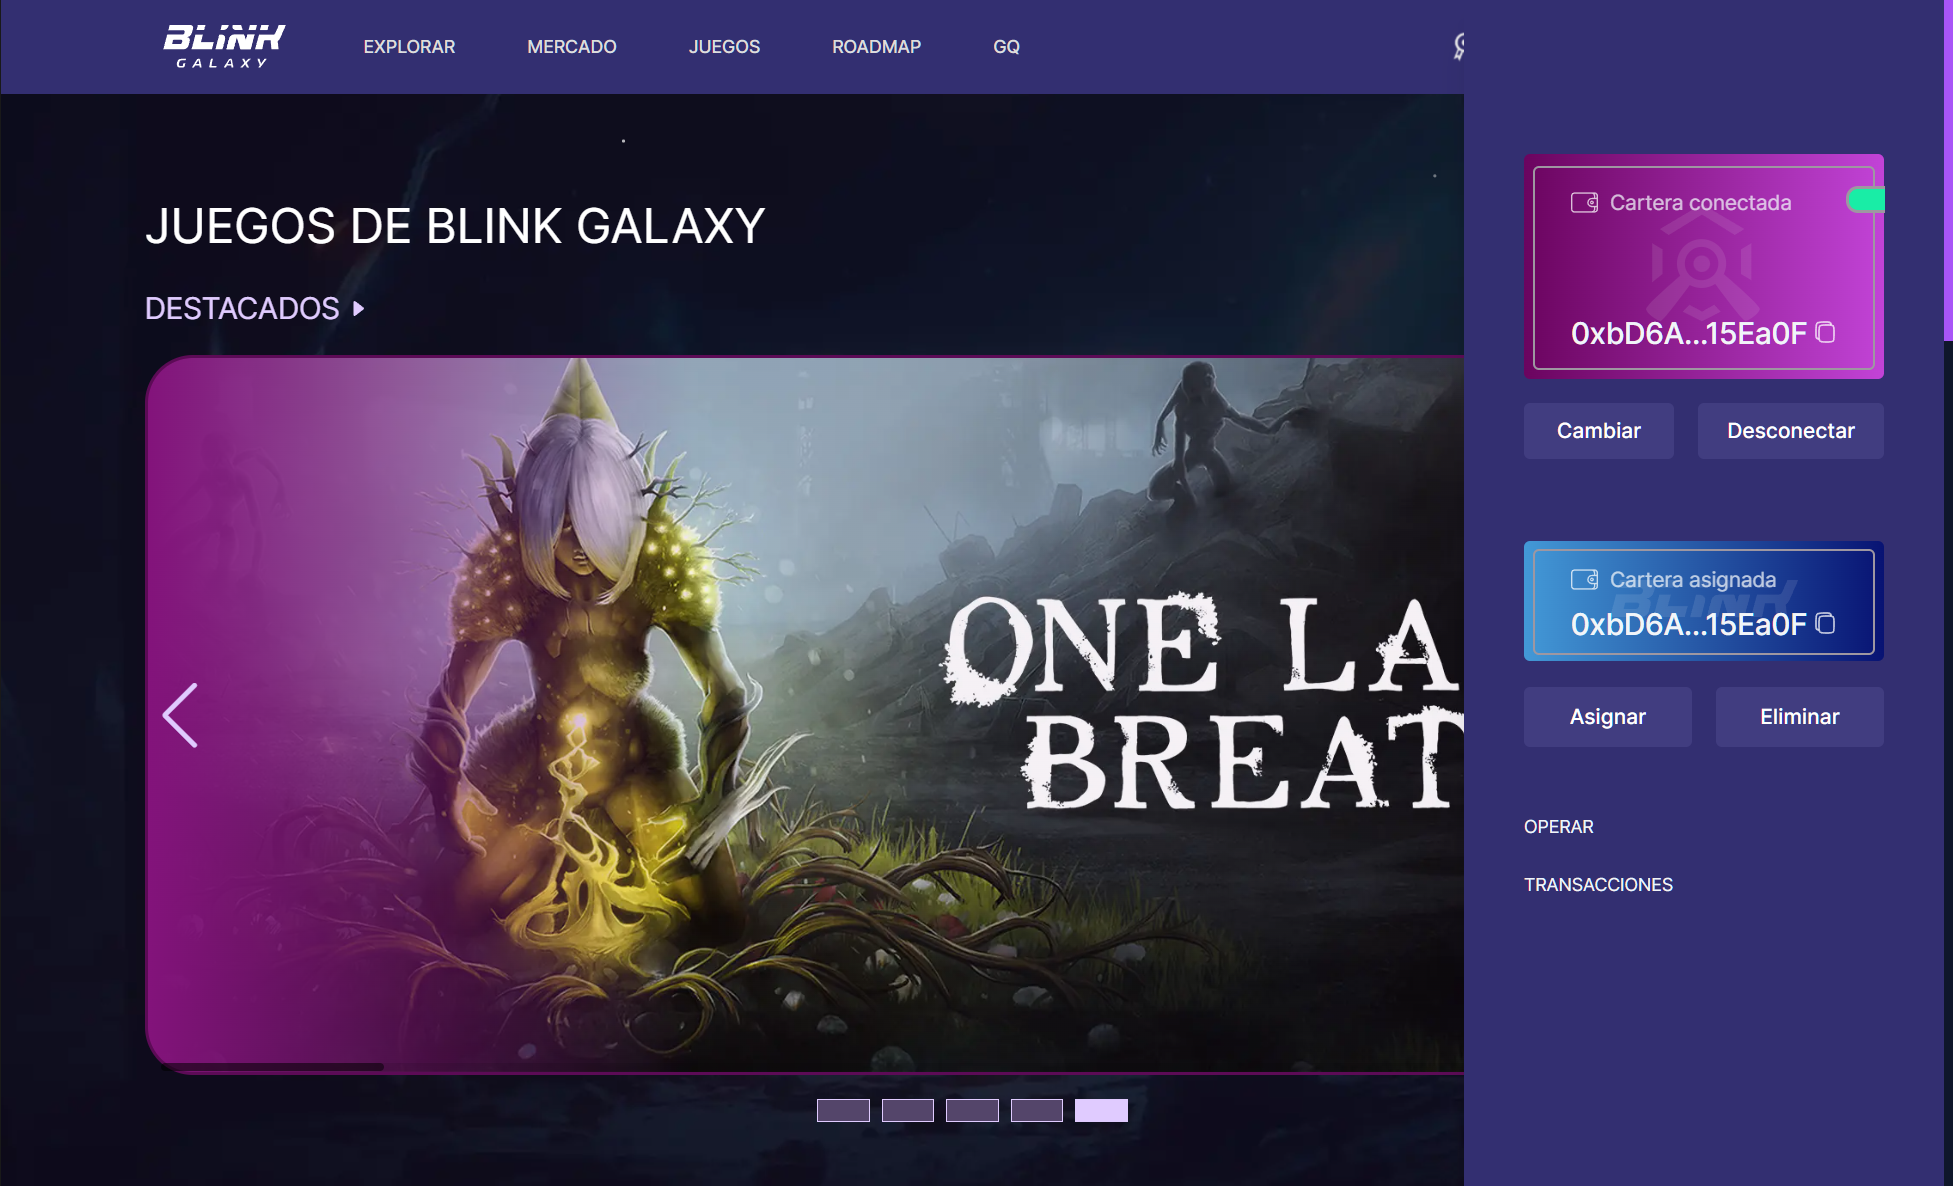 BLINK
GALAXY
EXPLORAR
MERCADO
JUEGOS
ROADMAP
GQ
JUEGOS DE BLINK GALAXY
DESTACADOS
ONE LA
BREAT
Cartera conectada
0xbD6A...15Ea0F
Cambiar
Desconectar
Cartera asignada
BLINK
0xbD6A...15Ea0F
Asignar
Eliminar
OPERAR
TRANSACCIONES